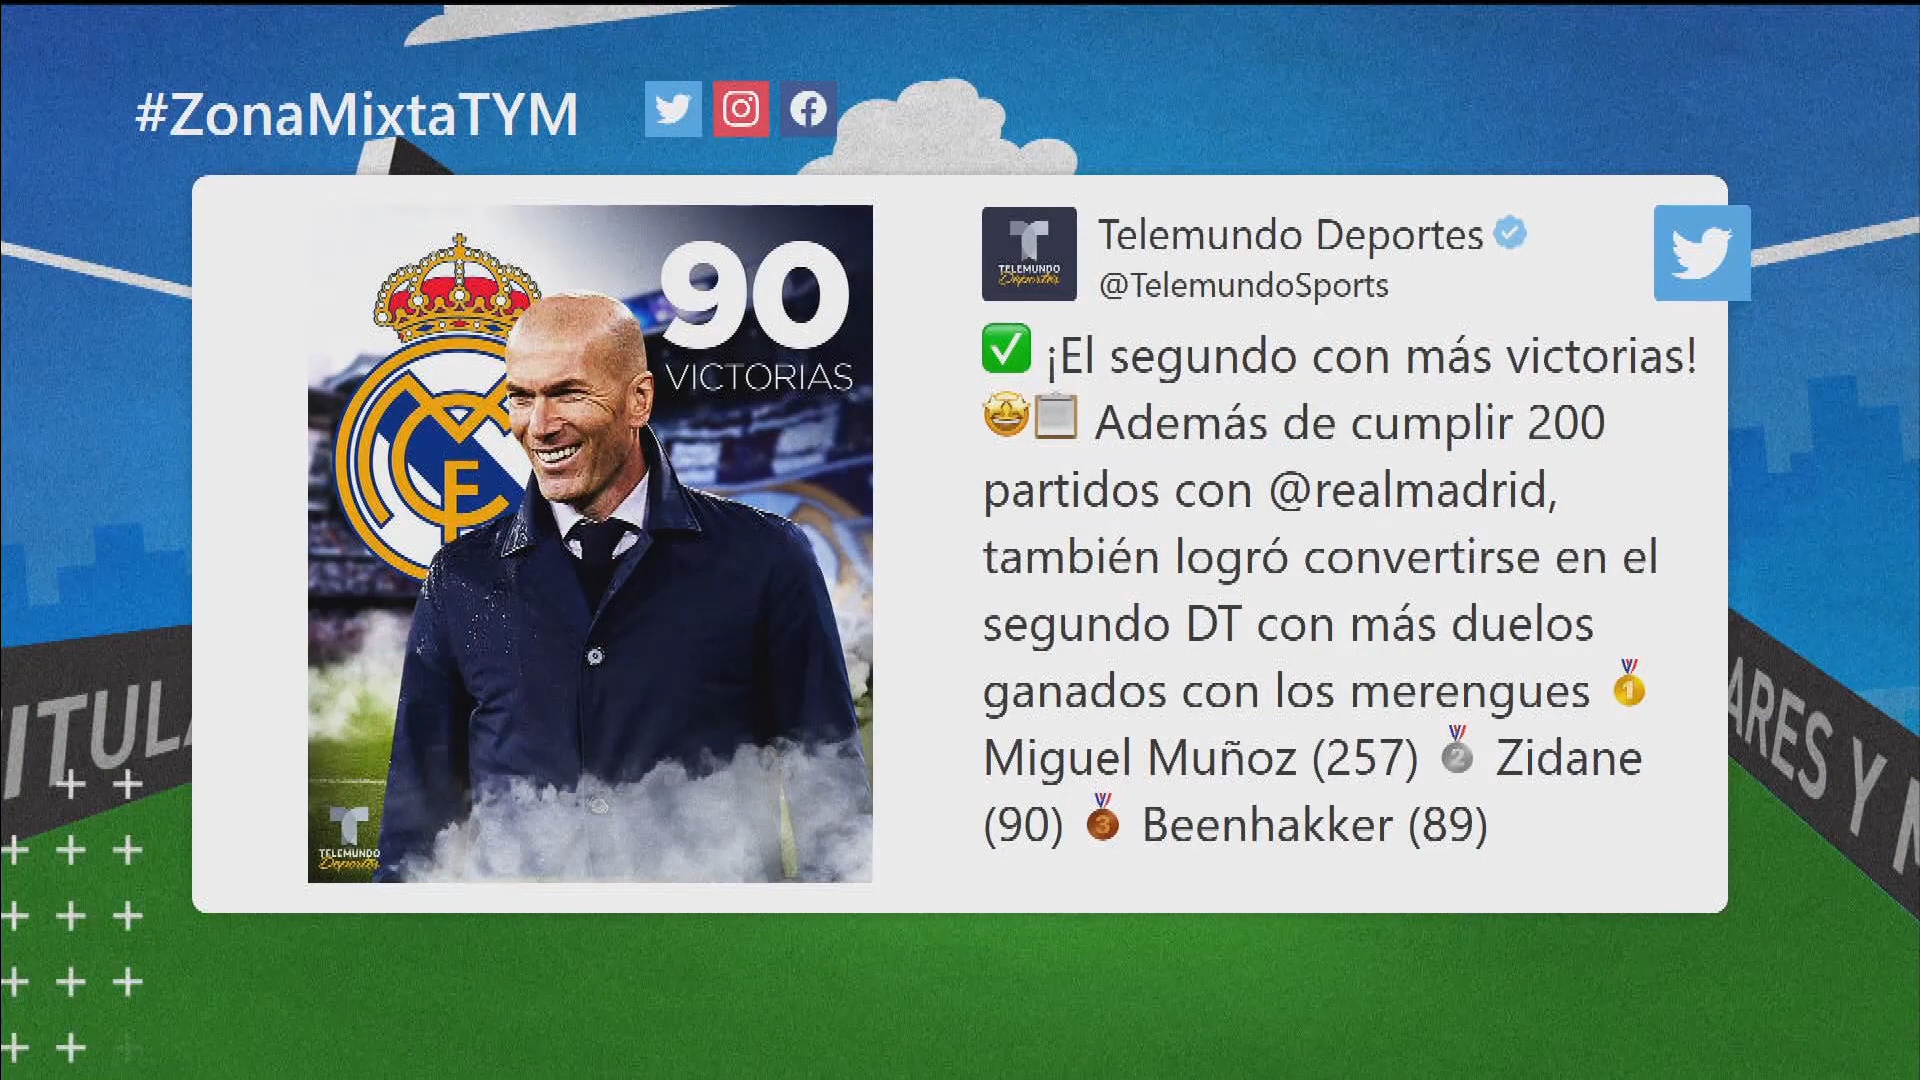 #ZonaMixtaTYM
90
VICTORIAS
TELEMUNDO
Deportes
TELEMUNDO
Deportes
Telemundo Deportes
@TelemundoSports
✅ ¡El segundo con más victorias!
🤩📋 Además de cumplir 200
partidos con @realmadrid,
también logró convertirse en el
segundo DT con más duelos
ganados con los merengues 🥇
Miguel Muñoz (257) 🥈 Zidane
(90) 🥉 Beenhakker (89)
ITULA
ARES Y M